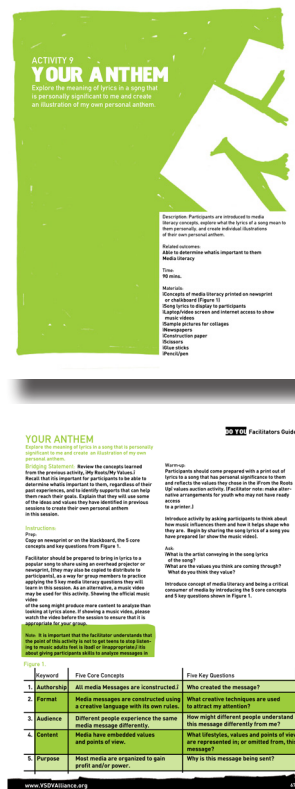 ACTIVITY 9
YOUR ANTHEM
Explore the meaning of lyrics in a song that
is personally significant to me and create
an illustration of my own personal anthem.
Description. Participants are introduced to media
literacy concepts, explore what the lyrics of a song mean to
them personally, and create individual illustrations
of their own personal anthem.
Related outcomes:
Able to determine whatís important to them
Media literacy
Time:
90 mins.
Materials:
ïConcepts of media literacy printed on newsprint
or chalkboard (Figure 1)
ïSong lyrics to display to participants
ïLaptop/video screen and internet access to show
music videos
ïSample pictures for collages
ïNewspapers
ïConstruction paper
ïScissors
ïGlue sticks
ïPencil/pen
DO YOU Facilitators Guide
YOUR ANTHEM
Explore the meaning of lyrics in a song that is personally
significant to me and create an illustration of my own
personal anthem.
Bridging Statement: Review the concepts learned
from the previous activity, ìMy Roots/My Values.î
Recall that itís important for participants to be able to
determine whatís important to them, regardless of their
past experiences, and to identify supports that can help
them reach their goals. Explain that they will use some
of the ideas and values they have identified in previous
sessions to create their own personal anthem
in this session.
Instructions
Prep:
Copy on newsprint or on the blackboard, the 5 core
concepts and key questions from Figure 1.
Facilitator should be prepared to bring in lyrics to a
popular song to share using an overhead projector or
newsprint, (they may also be copied to distribute to
participants), as a way for group members to practice
applying the 5 key media literacy questions they will
learn in this session. As an alternative, a music video
may be used for this activity. Showing the official music
video
of the song might produce more content to analyze than
looking at lyrics alone. If showing a music video, please
watch the video before the session to ensure that it is
appropriate for your group.
Note: It is important that the facilitator understands that
the point of this activity is not to get teens to stop listen-
ing to music adults feel is ìbadî or ìinappropriate,î itís
about giving participants skills to analyze messages in
Warm-up
Participants should come prepared with a print out of
lyrics to a song that has personal significance to them
and reflects the values they chose in the ìFrom the Roots
Upî values auction activity. (Facilitator note: make alter-
native arrangements for youth who may not have ready
access
to a printer.)
Introduce activity by asking participants to think about
how music influences them and how it helps shape who
they are. Begin by sharing the song lyrics of a song you
have prepared (or show the music video).
Ask:
ïWhat is the artist conveying in the song lyrics
of the song?
ïWhat are the values you think are coming through?
What do you think they value?
Introduce concept of media literacy and being a critical
consumer of media by introducing the 5 core concepts
and 5 key questions shown in Figure 1.
Figure 1.
Keyword Five Core Concepts Five Key Questions
1. Authorship All media Messages are ìconstructed.î Who created the message?
2. Format Media messages are constructed using What creative techniques are used
a creative language with its own rules. to attract my attention?
3. Audience Different people experience the same How might different people understand
media message differently. this message differently from me?
4. Content Media have embedded values What lifestyles, values and points of view
and points of view. are represented in; or omitted from, this
message?
5. Purpose Most media are organized to gain Why is this message being sent?
profit and/or power.
www.VSDVAlliance.org